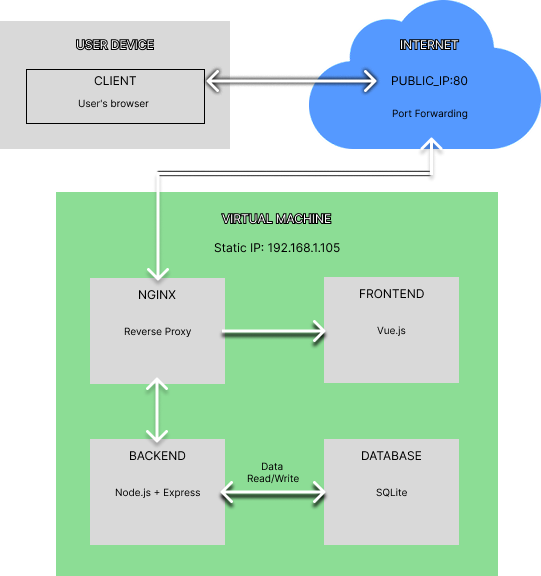 USER DEVICE
CLIENT
User's browser
INTERNET
PUBLIC_IP:80
Port Forwarding
VIRTUAL MACHINE
Static IP: 192.168.1.105
NGINX
Reverse Proxy
FRONTEND
Vue.js
BACKEND
Node.js + Express
Data
Read/Write
DATABASE
SQLite